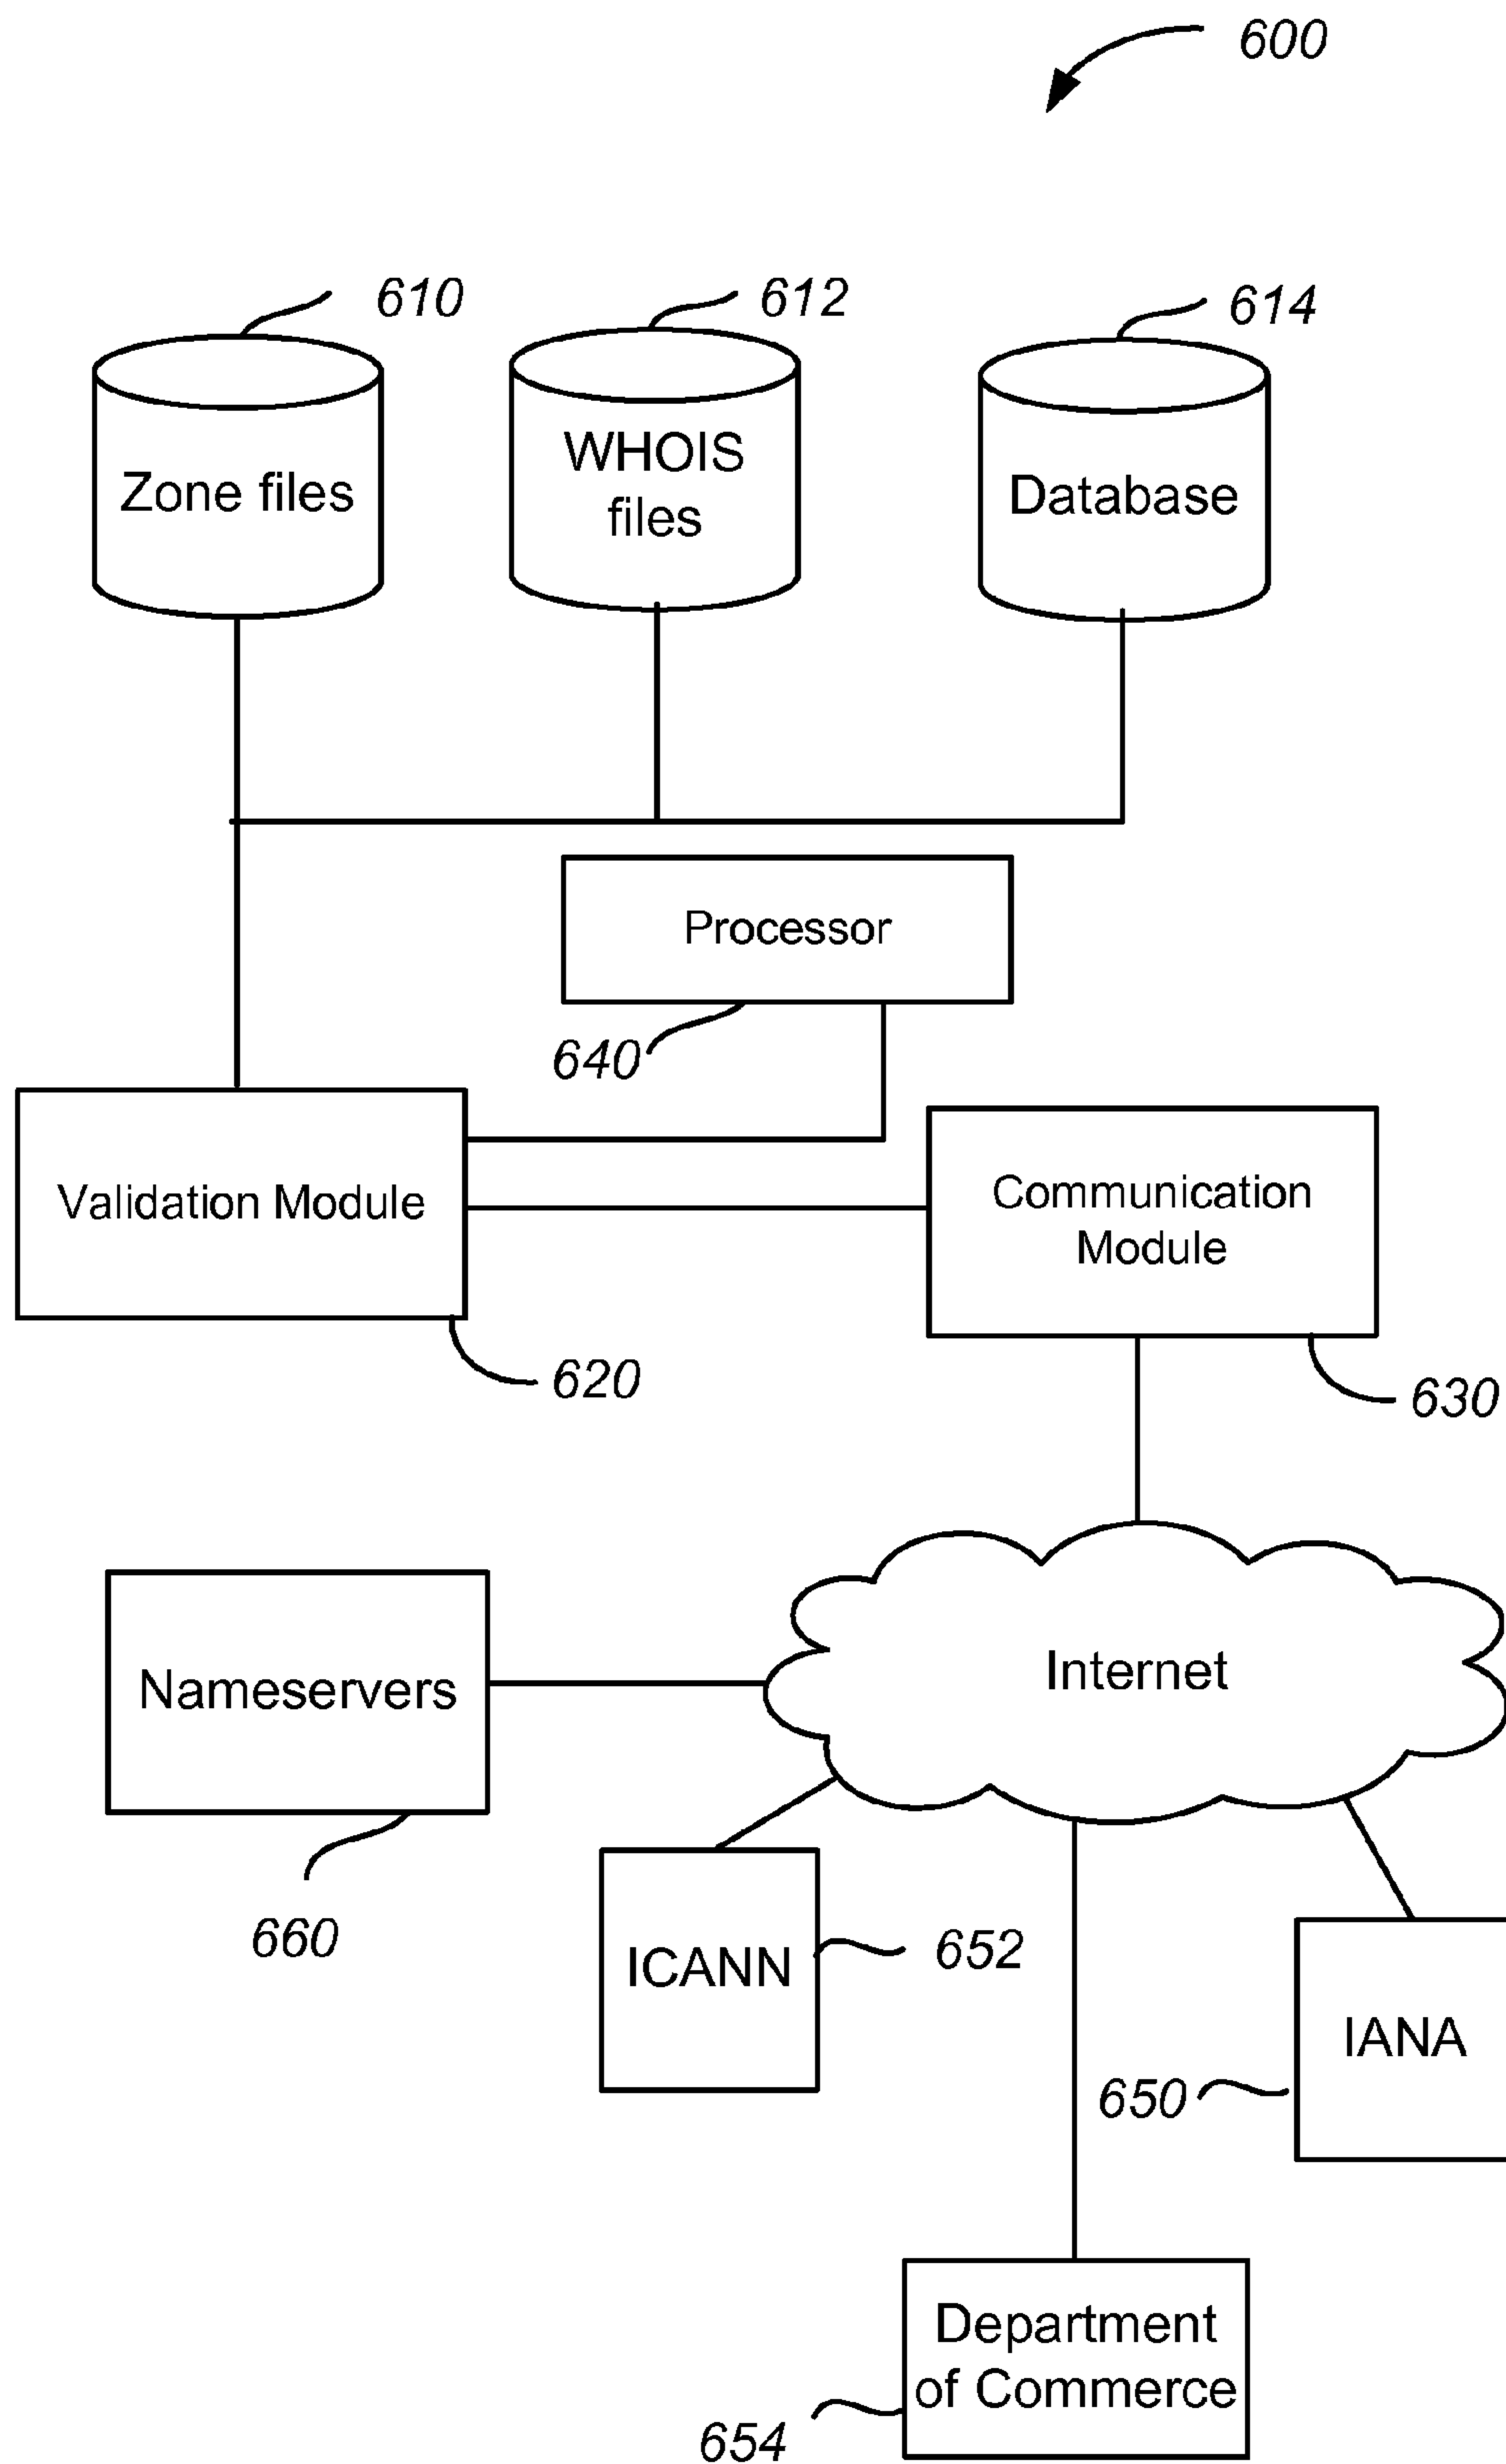 600
610
612
614
Zone files
WHOIS
files
Database
Processor
640
Validation Module
Communication
Module
620
630
Internet
Nameservers
660
ICANN
652
IANA
650
Department
of Commerce
654